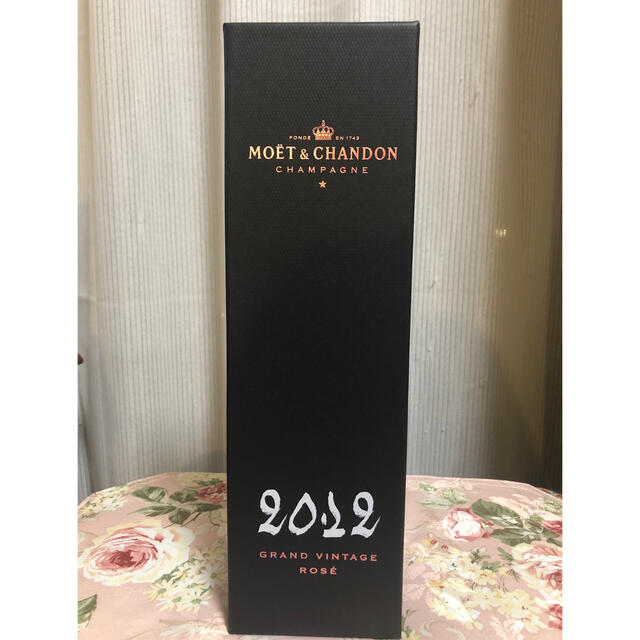 FONDÉ EN 1743
MOËT & CHANDON
CHAMPAGNE
2012
GRAND VINTAGE
ROSÉ